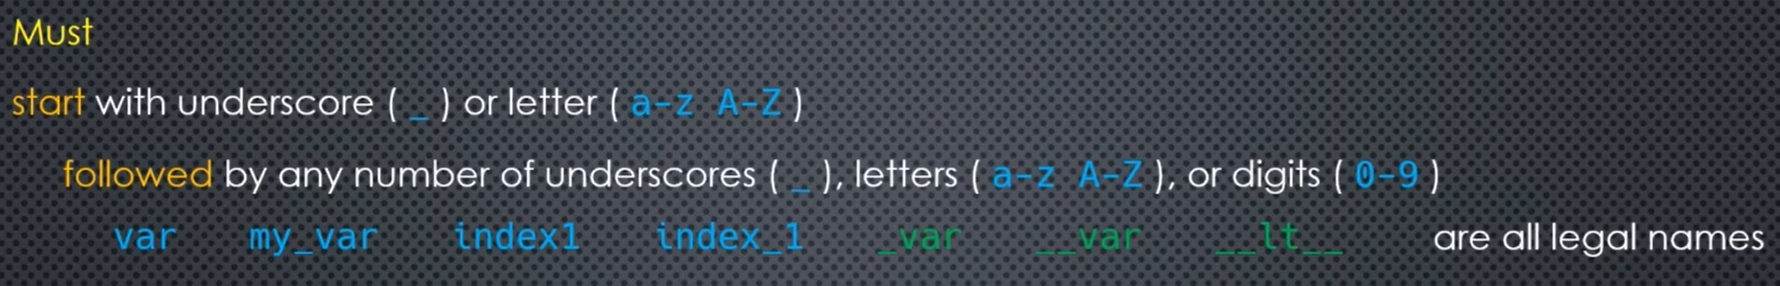 Must
start with underscore ( _ ) or letter ( a-z A-Z )
followed by any number of underscores ( _ ), letters ( a-z A-Z ), or digits ( 0-9 )
var my_var index1 index_1 _var __var __lt__ are all legal names